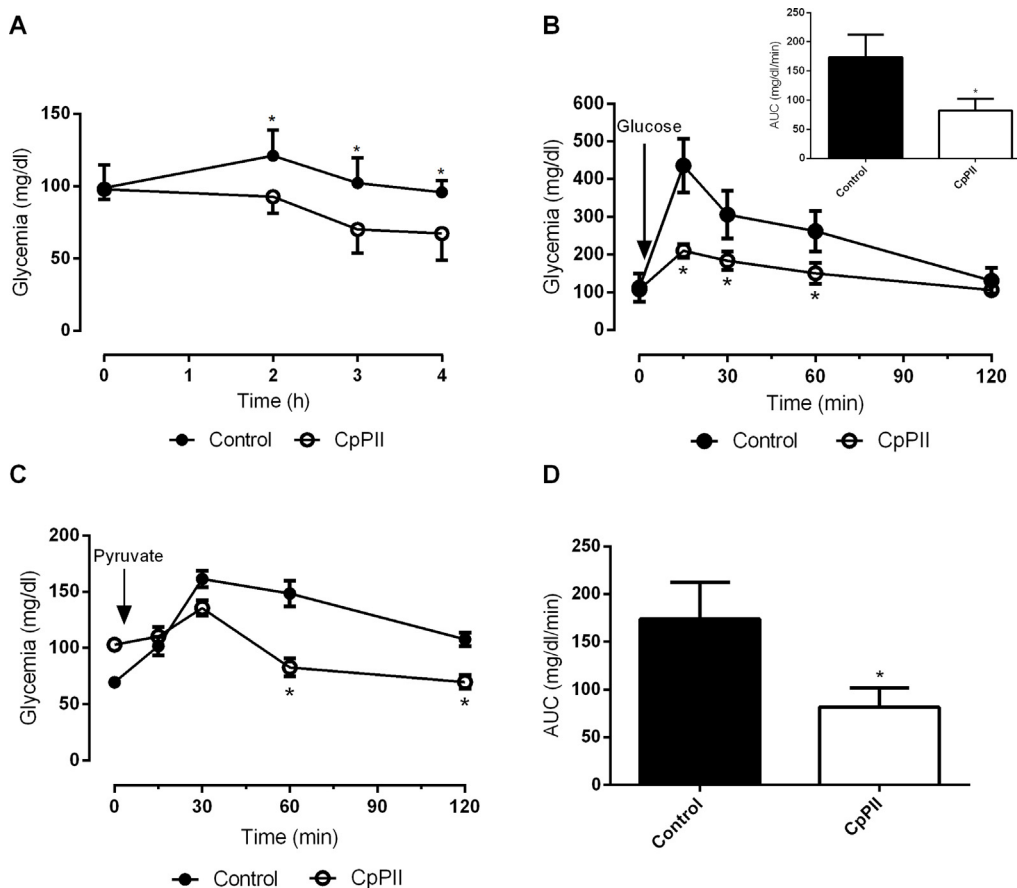 A
Glycemia (mg/dl)
150
100
50
0
*
*
*
0 1 2 3 4
Time (h)
Control CpPII
B
Glycemia (mg/dl)
600
500
400
300
200
100
0
Glucose
*
*
*
0 30 60 90 120
Time (min)
Control CpPII
AUC (mg/dl/min)
250
200
150
100
50
0
*
Control
CpPII
C
Glycemia (mg/dl)
200
150
100
50
0
Pyruvate
*
*
0 30 60 90 120
Time (min)
Control CpPII
D
AUC (mg/dl/min)
250
200
150
100
50
0
*
Control
CpPII